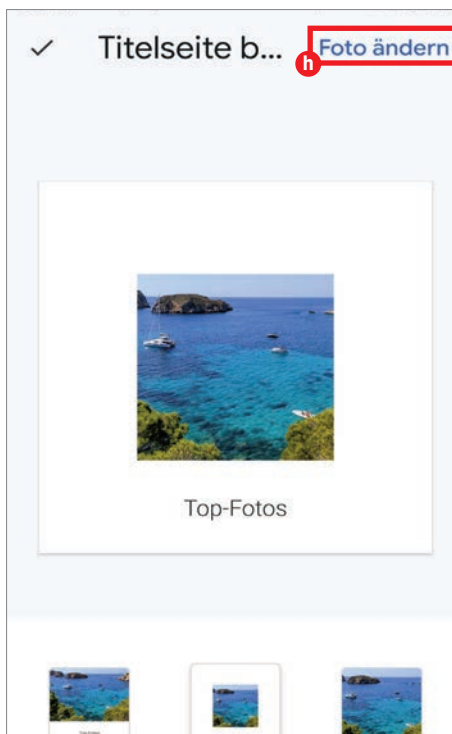 ✓ Titelseite b... Foto ändern
h
Top-Fotos